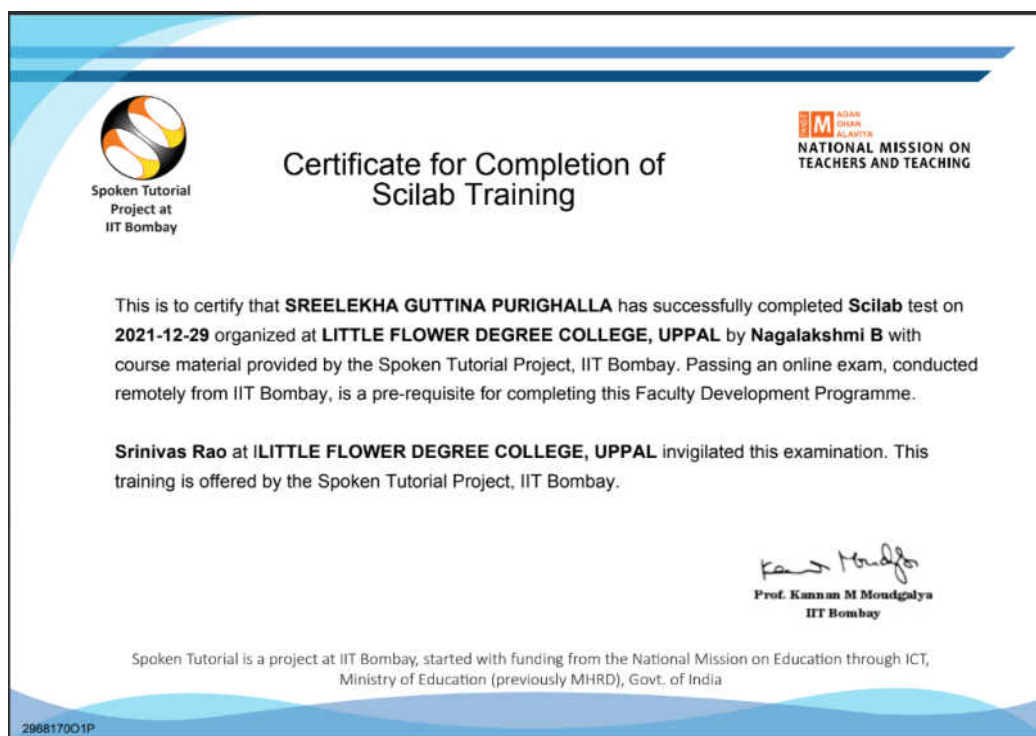 Spoken Tutorial
Project at
IIT Bombay
Certificate for Completion of
Scilab Training
PANDIT
MADAN
MOHAN
MALAVIYA
NATIONAL MISSION ON
TEACHERS AND TEACHING
This is to certify that SREELEKHA GUTTINA PURIGHALLA has successfully completed Scilab test on
2021-12-29 organized at LITTLE FLOWER DEGREE COLLEGE, UPPAL by Nagalakshmi B with
course material provided by the Spoken Tutorial Project, IIT Bombay. Passing an online exam, conducted
remotely from IIT Bombay, is a pre-requisite for completing this Faculty Development Programme.
Srinivas Rao at lLITTLE FLOWER DEGREE COLLEGE, UPPAL invigilated this examination. This
training is offered by the Spoken Tutorial Project, IIT Bombay.
Prof. Kannan M Moudgalya
IIT Bombay
Spoken Tutorial is a project at IIT Bombay, started with funding from the National Mission on Education through ICT,
Ministry of Education (previously MHRD), Govt. of India
2968170O1P